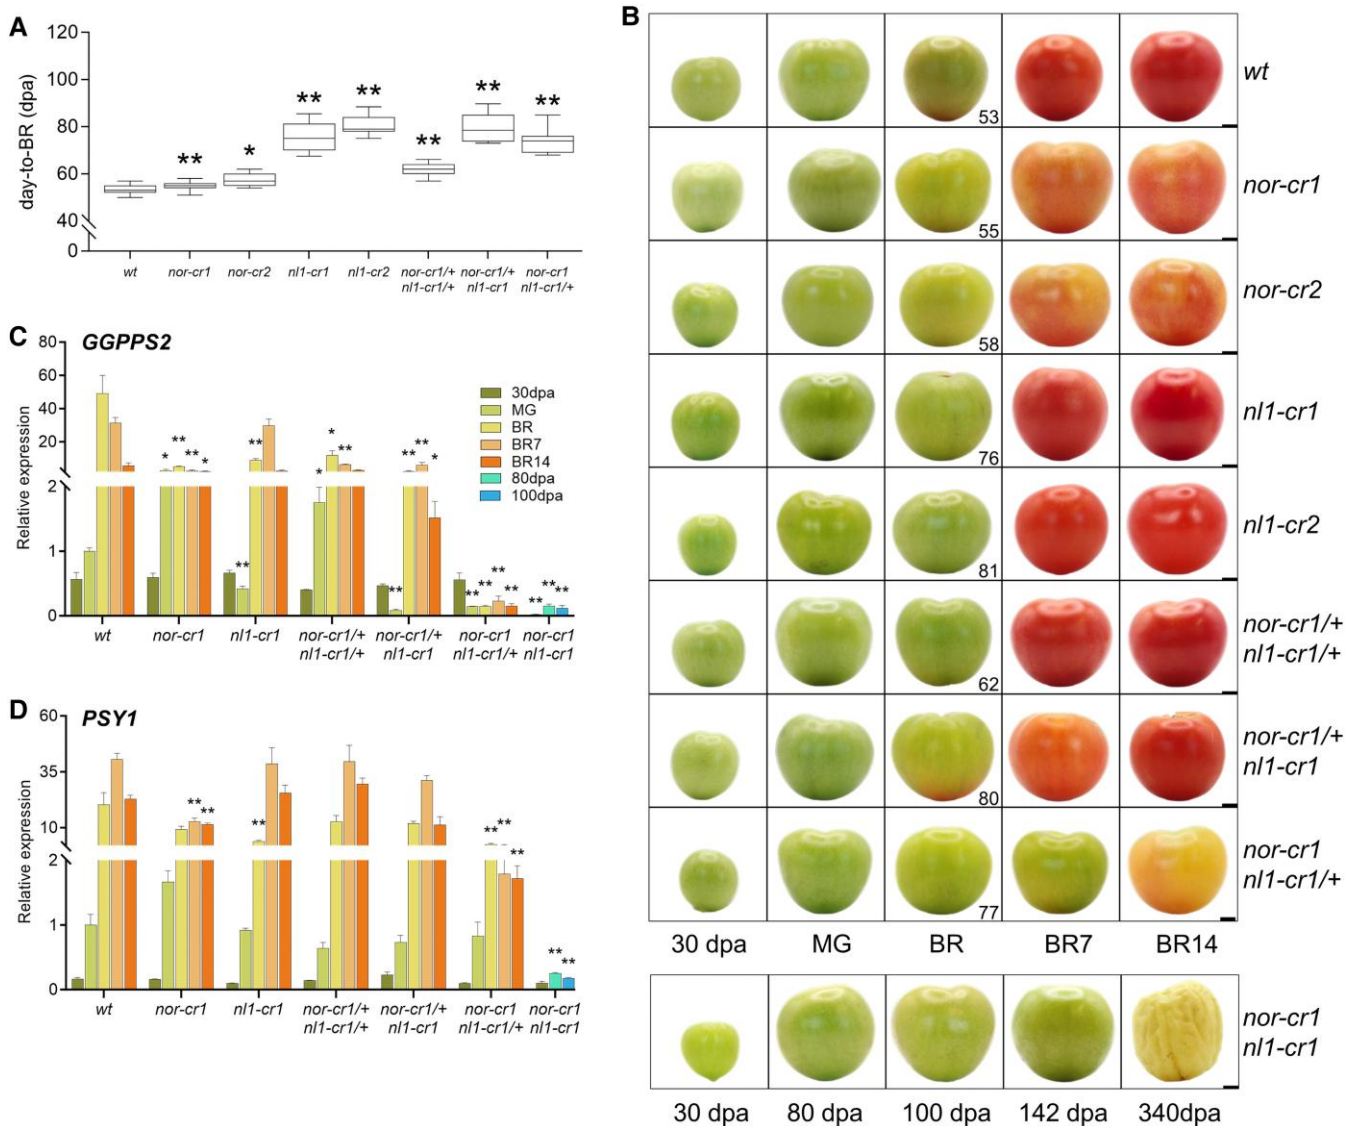 A
120
100
80
60
40
0
day-to-BR (dpa)
** * ** ** ** ** **
wt nor-cr1 nor-cr2 nl1-cr1 nl1-cr2 nor-cr1/+ nor-cr1/+ nor-cr1
nl1-cr1/+ nl1-cr1 nl1-cr1/+
C
GGPPS2
80
60
40
20
2
1
0
Relative expression
30dpa
MG
BR
BR7
BR14
80dpa
100dpa
* ** ** *
** **
* * **
** ** ** *
** ** ** **
** ** **
wt nor-cr1 nl1-cr1 nor-cr1/+ nor-cr1/+ nor-cr1 nor-cr1
nl1-cr1/+ nl1-cr1 nl1-cr1/+ nl1-cr1
D
PSY1
60
35
10
2
1
0
Relative expression
** **
**
** ** **
** **
wt nor-cr1 nl1-cr1 nor-cr1/+ nor-cr1/+ nor-cr1 nor-cr1
nl1-cr1/+ nl1-cr1 nl1-cr1/+ nl1-cr1
B
53
wt
55
nor-cr1
58
nor-cr2
76
nl1-cr1
81
nl1-cr2
62
nor-cr1/+
nl1-cr1/+
80
nor-cr1/+
nl1-cr1
77
nor-cr1
nl1-cr1/+
30 dpa MG BR BR7 BR14
nor-cr1
nl1-cr1
30 dpa 80 dpa 100 dpa 142 dpa 340dpa